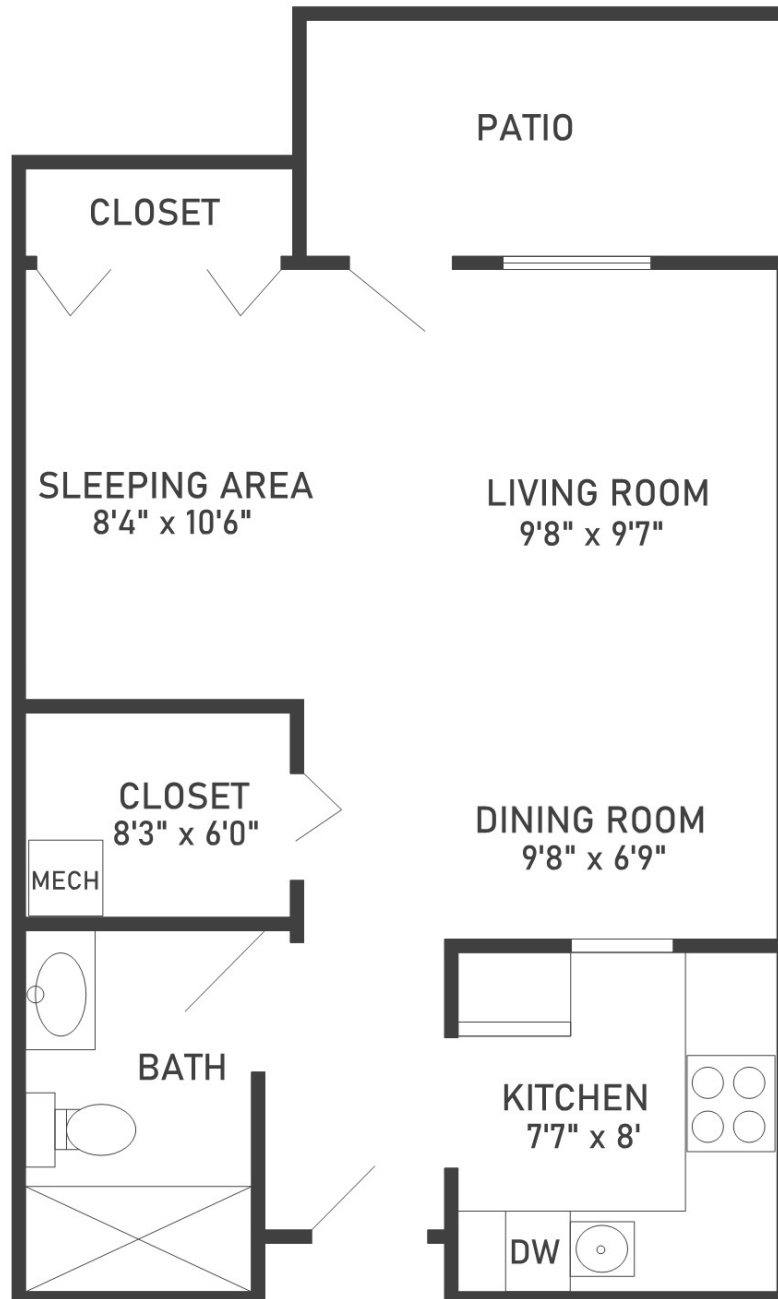 PATIO
CLOSET
SLEEPING AREA
8'4" x 10'6"
LIVING ROOM
9'8" x 9'7"
CLOSET
8'3" x 6'0"
MECH
DINING ROOM
9'8" x 6'9"
BATH
KITCHEN
7'7" x 8'
DW